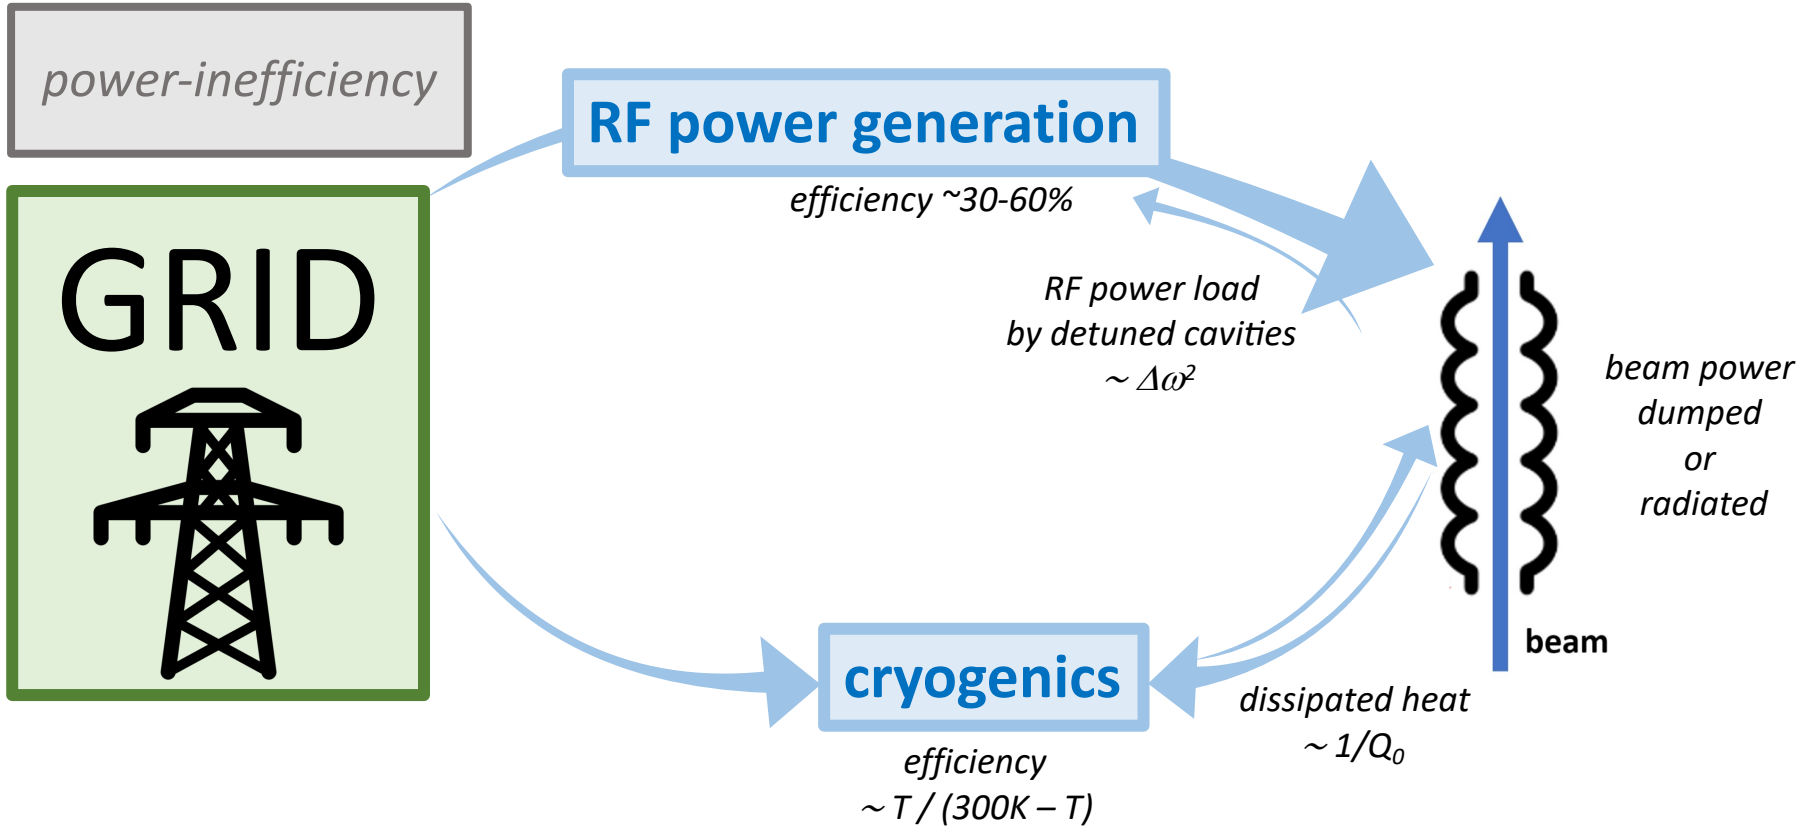 power-inefficiency
RF power generation
efficiency ~30-60%
GRID
RF power load
by detuned cavities
~ Δω²
beam power
dumped
or
radiated
beam
cryogenics
dissipated heat
~ 1/Q₀
efficiency
~ T / (300K – T)